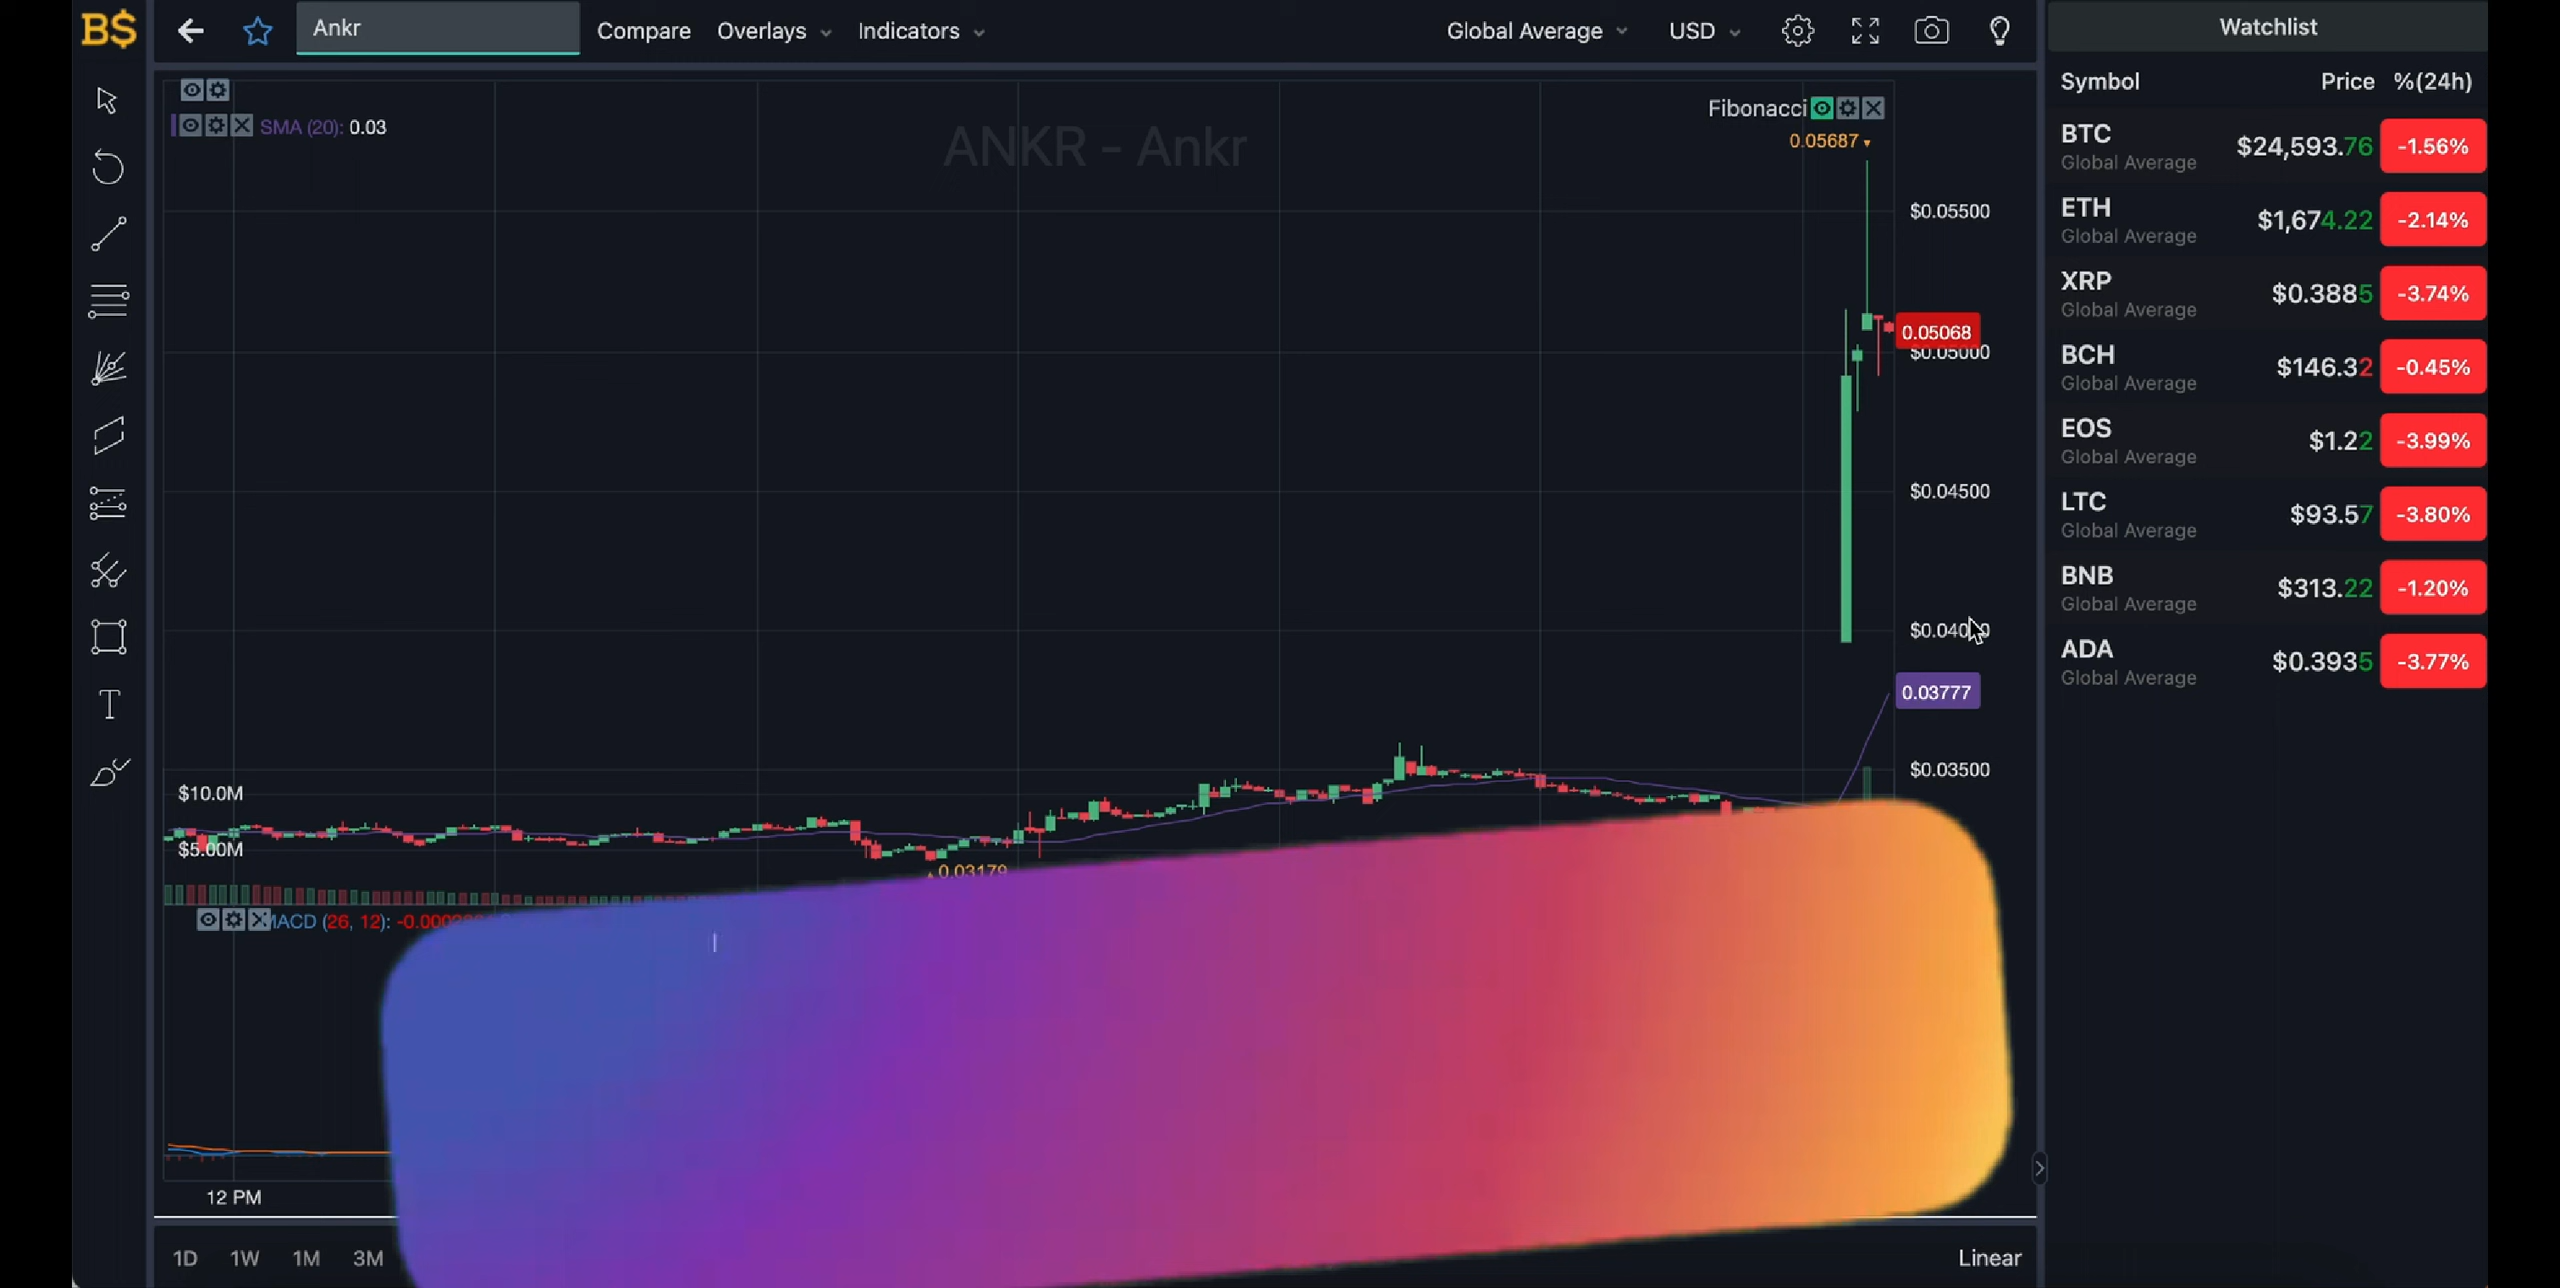 B$
Ankr
Compare
Overlays
Indicators
Global Average
USD
Watchlist
SMA (20): 0.03
ANKR - Ankr
Fibonacci
0.05687
$0.05500
0.05068
$0.05000
$0.04500
0.03777
$0.03500
$10.0M
$5.00M
0.03179
MACD (26, 12):
12 PM
1D 1W 1M 3M
Linear
Symbol Price %(24h)
BTC $24,593.76 -1.56%
Global Average
ETH $1,674.22 -2.14%
Global Average
XRP $0.3885 -3.74%
Global Average
BCH $146.32 -0.45%
Global Average
EOS $1.22 -3.99%
Global Average
LTC $93.57 -3.80%
Global Average
BNB $313.22 -1.20%
Global Average
ADA $0.3935 -3.77%
Global Average